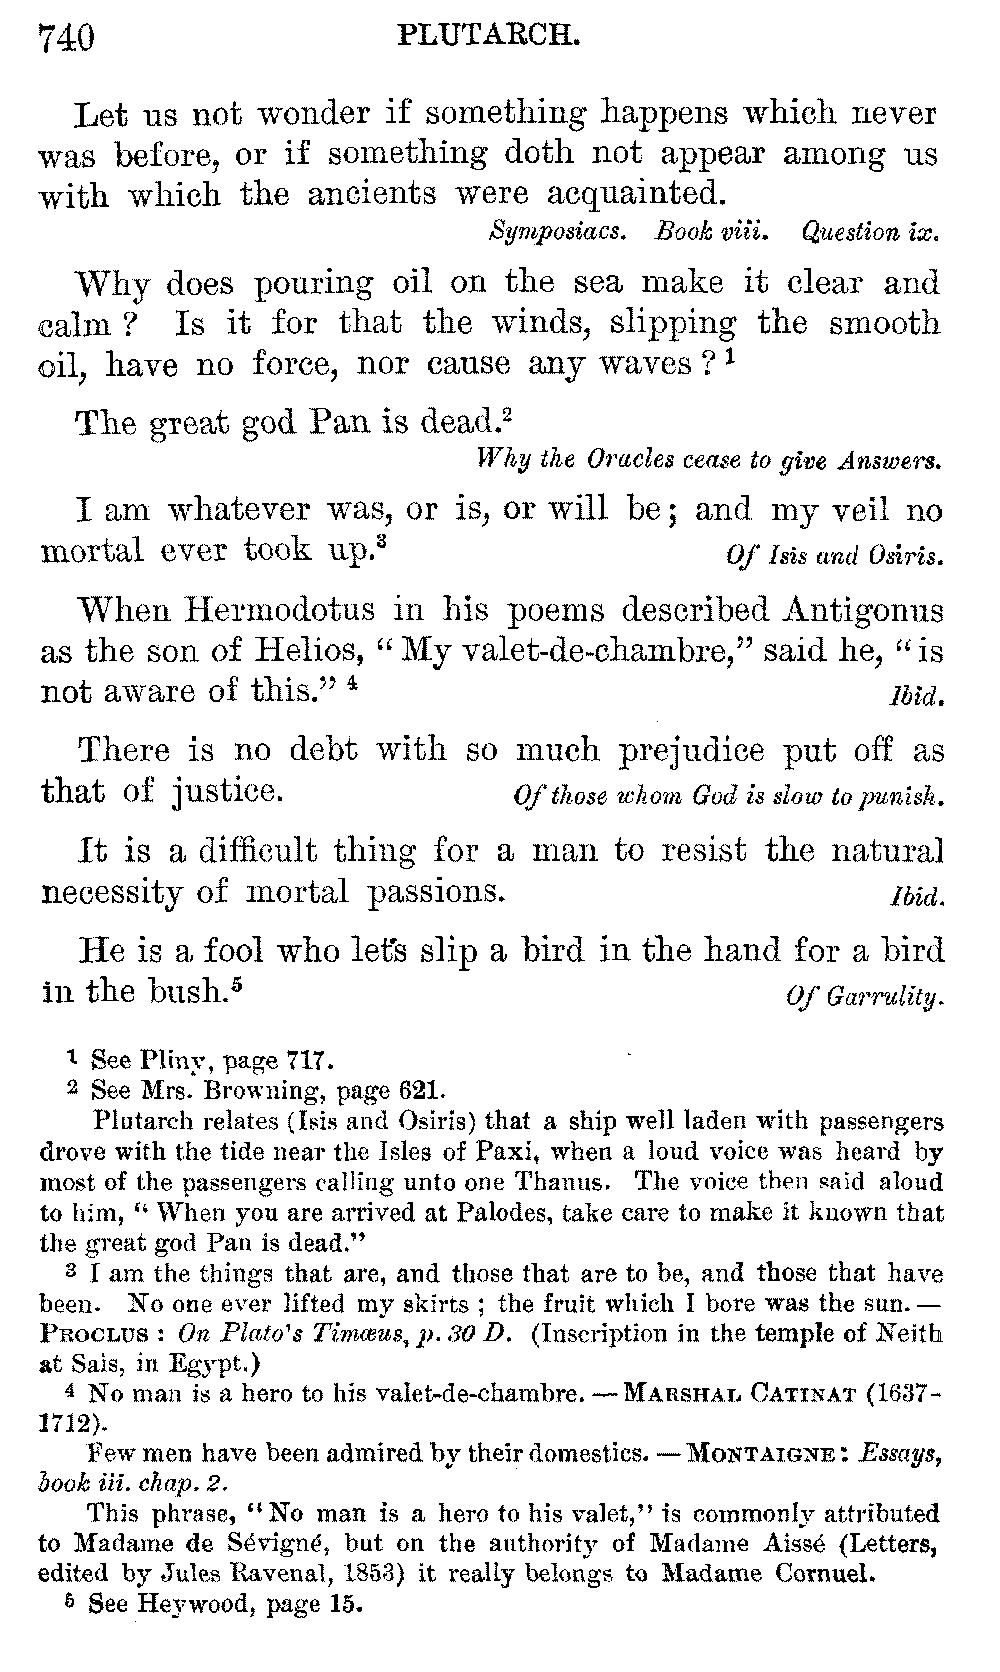 740 PLUTARCH.
Let us not wonder if something happens which never
was before, or if something doth not appear among us
with which the ancients were acquainted.
Symposiacs. Book viii. Question ix.
Why does pouring oil on the sea make it clear and
calm ? Is it for that the winds, slipping the smooth
oil, have no force, nor cause any waves ? ¹
The great god Pan is dead.²
Why the Oracles cease to give Answers.
I am whatever was, or is, or will be; and my veil no
mortal ever took up.³ Of Isis and Osiris.
When Hermodotus in his poems described Antigonus
as the son of Helios, “ My valet-de-chambre,” said he, “ is
not aware of this.” ⁴ Ibid.
There is no debt with so much prejudice put off as
that of justice. Of those whom God is slow to punish.
It is a difficult thing for a man to resist the natural
necessity of mortal passions. Ibid.
He is a fool who lets slip a bird in the hand for a bird
in the bush.⁵ Of Garrulity.
¹ See Pliny, page 717.
² See Mrs. Browning, page 621.
Plutarch relates (Isis and Osiris) that a ship well laden with passengers
drove with the tide near the Isles of Paxi, when a loud voice was heard by
most of the passengers calling unto one Thanus. The voice then said aloud
to him, “ When you are arrived at Palodes, take care to make it known that
the great god Pan is dead.”
³ I am the things that are, and those that are to be, and those that have
been. No one ever lifted my skirts ; the fruit which I bore was the sun. —
PROCLUS : On Plato's Timæus, p. 30 D. (Inscription in the temple of Neith
at Sais, in Egypt.)
⁴ No man is a hero to his valet-de-chambre. — MARSHAL CATINAT (1637-
1712).
Few men have been admired by their domestics. — MONTAIGNE : Essays,
book iii. chap. 2.
This phrase, “ No man is a hero to his valet,” is commonly attributed
to Madame de Sévigné, but on the authority of Madame Aissé (Letters,
edited by Jules Ravenal, 1853) it really belongs to Madame Cornuel.
⁵ See Heywood, page 15.